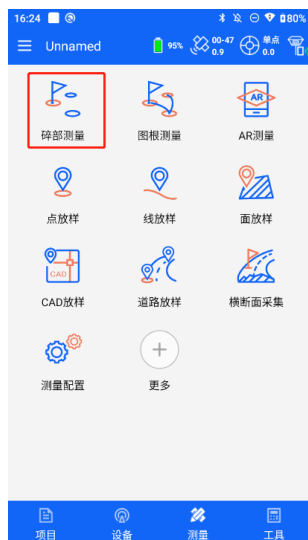 16:24 80%
Unnamed 95% 00-47 单点
0.9 0.0
碎部测量 图根测量 AR AR测量
点放样 线放样 面放样
CAD CAD放样 道路放样 横断面采集
测量配置 更多
项目 设备 测量 工具